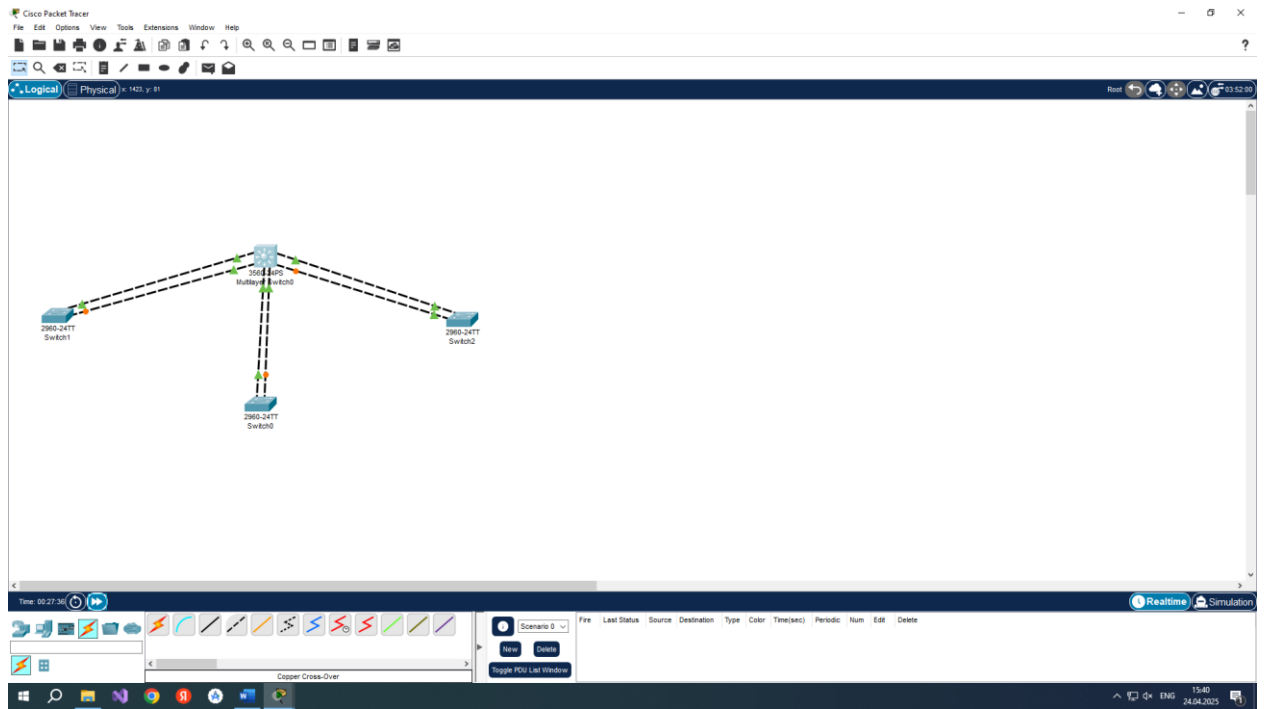 Cisco Packet Tracer
File Edit Options View Tools Extensions Window Help
?
Logical Physical x: 1423, y: 81 Root 03:52:00
3560-24PS
Multilayer Switch0
2960-24TT
Switch1
2960-24TT
Switch2
2960-24TT
Switch0
Time: 00:27:36 Realtime Simulation
Scenario 0 Fire Last Status Source Destination Type Color Time(sec) Periodic Num Edit Delete
New Delete
Toggle PDU List Window
Copper Cross-Over
ENG 15:40
24.04.2025